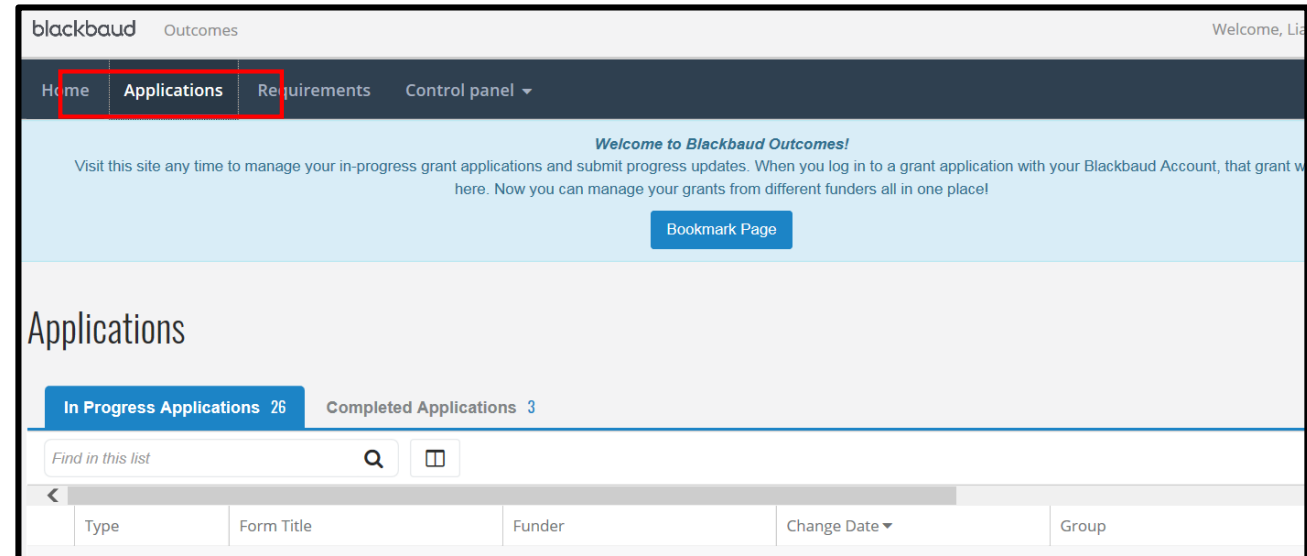 blackbaud Outcomes Welcome, Lia
Home Applications Requirements Control panel
Welcome to Blackbaud Outcomes!
Visit this site any time to manage your in-progress grant applications and submit progress updates. When you log in to a grant application with your Blackbaud Account, that grant w
here. Now you can manage your grants from different funders all in one place!
Bookmark Page
Applications
In Progress Applications 26 Completed Applications 3
Find in this list
Type Form Title Funder Change Date Group